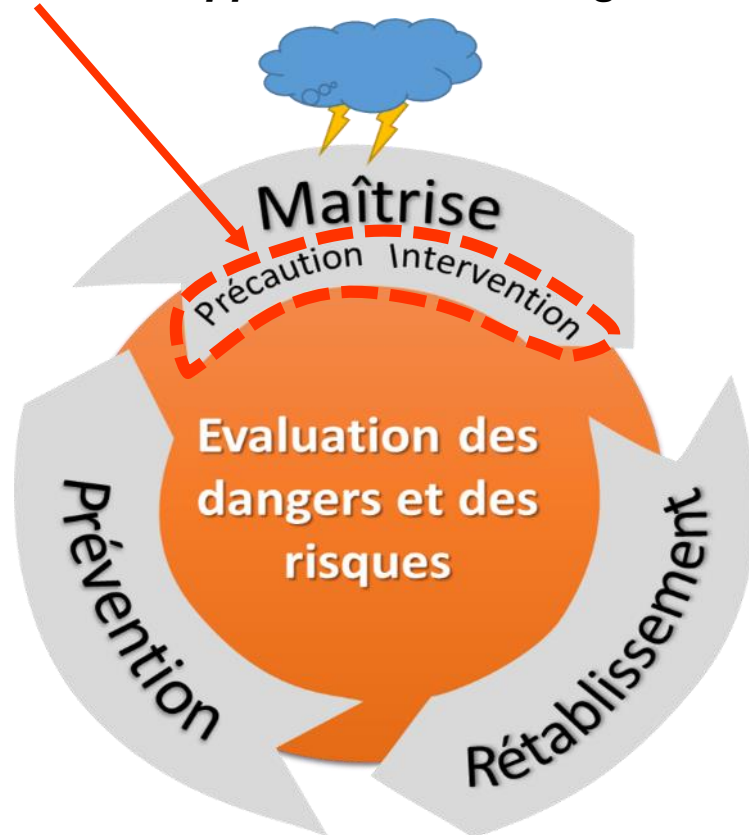 Maîtrise
Précaution Intervention
Evaluation des
dangers et des
risques
Prévention
Rétablissement